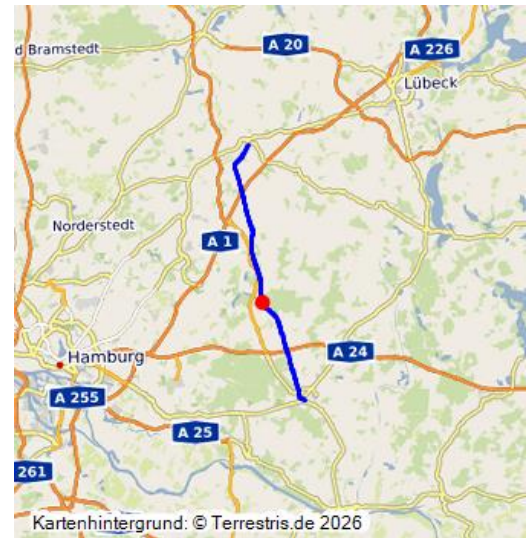 A 20
A 226
d Bramstedt
Lübeck
Norderstedt
A 1
Hamburg
A 24
A 255
A 25
261
Kartenhintergrund: © Terrestris.de 2026